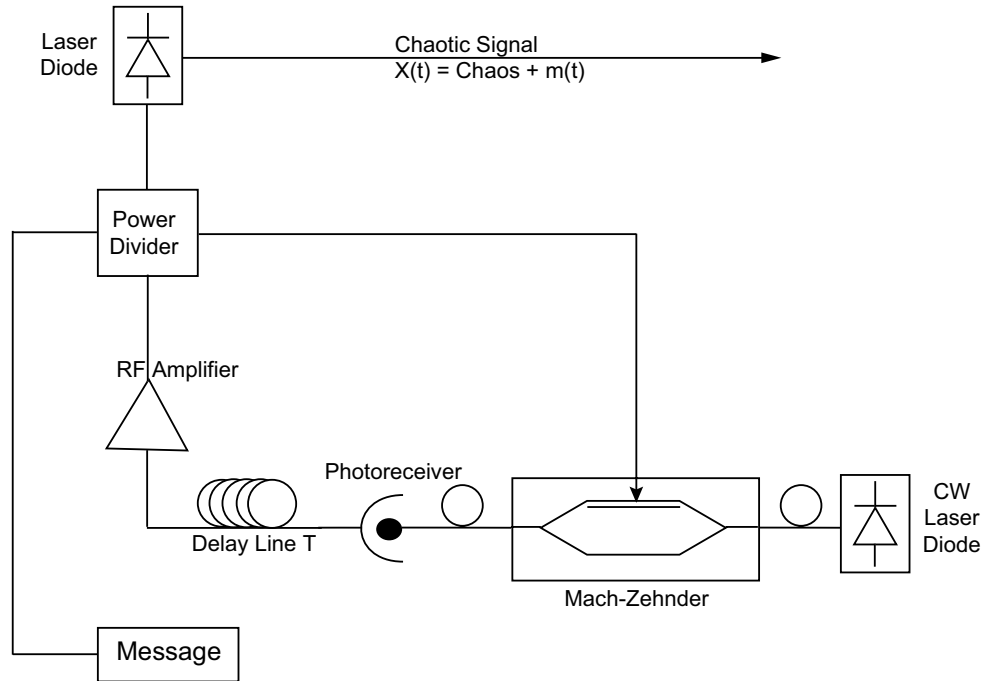 Laser
Diode
Chaotic Signal
X(t) = Chaos + m(t)
Power
Divider
RF Amplifier
Photoreceiver
Delay Line T
Mach-Zehnder
CW
Laser
Diode
Message